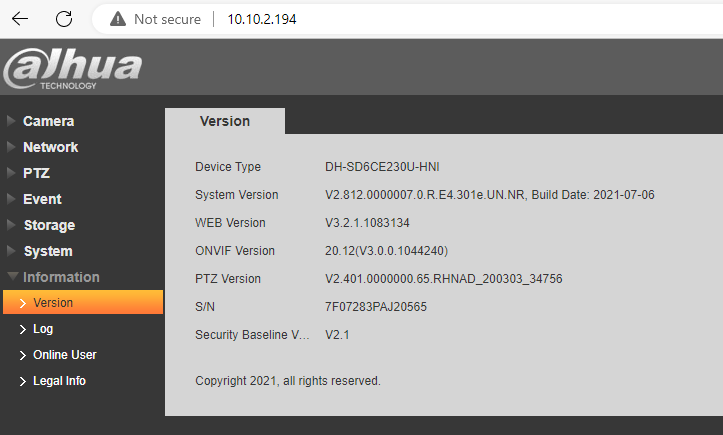 Not secure 10.10.2.194
alhua
TECHNOLOGY
Camera
Network
PTZ
Event
Storage
System
Information
Version
Log
Online User
Legal Info
Version
Device Type DH-SD6CE230U-HNI
System Version V2.812.0000007.0.R.E4.301e.UN.NR, Build Date: 2021-07-06
WEB Version V3.2.1.1083134
ONVIF Version 20.12(V3.0.0.1044240)
PTZ Version V2.401.0000000.65.RHNAD_200303_34756
S/N 7F07283PAJ20565
Security Baseline V... V2.1
Copyright 2021, all rights reserved.